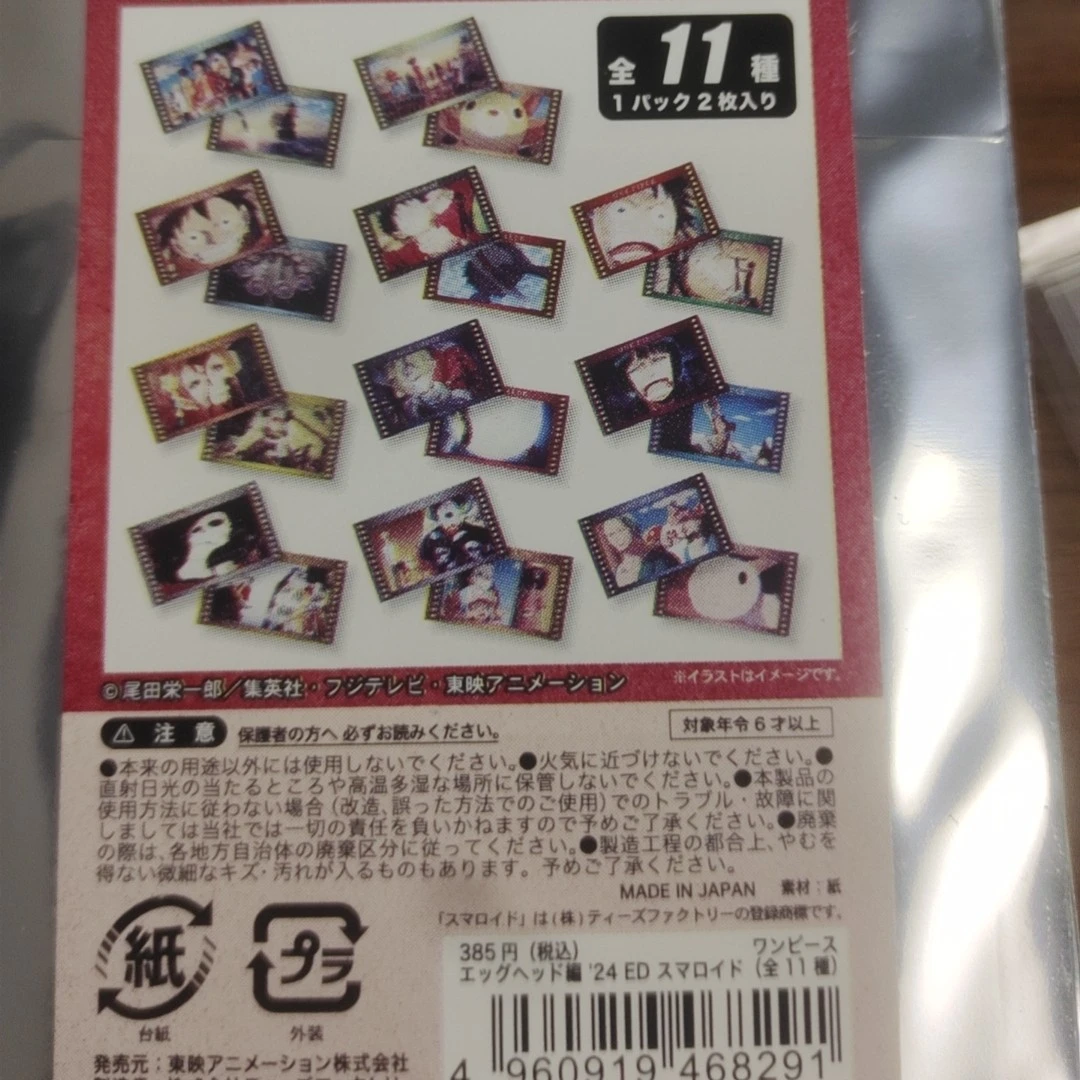 全 11 種
1パック2枚入り
©尾田栄一郎／集英社・フジテレビ・東映アニメーション
※イラストはイメージです。
⚠ 注 意 保護者の方へ 必ずお読みください。 対象年令6才以上
●本来の用途以外には使用しないでください。●火気に近づけないでください。●
直射日光の当たるところや高温多湿な場所に保管しないでください。●本製品の
使用方法に従わない場合（改造、誤った方法でのご使用）でのトラブル・故障に関
しましては当社では一切の責任を負いかねますので予めご了承ください。●廃棄
の際は、各地方自治体の廃棄区分に従ってください。●製造工程の都合上、やむを
得ない微細なキズ・汚れが入るものもあります。予めご了承ください。
MADE IN JAPAN 素材：紙
「スマロイド」は(株)ティーズファクトリーの登録商標です。
紙
台紙
プラ
外装
385円（税込） ワンピース
エッグヘッド編 '24 ED スマロイド（全11種）
4 960919 468291
発売元：東映アニメーション株式会社